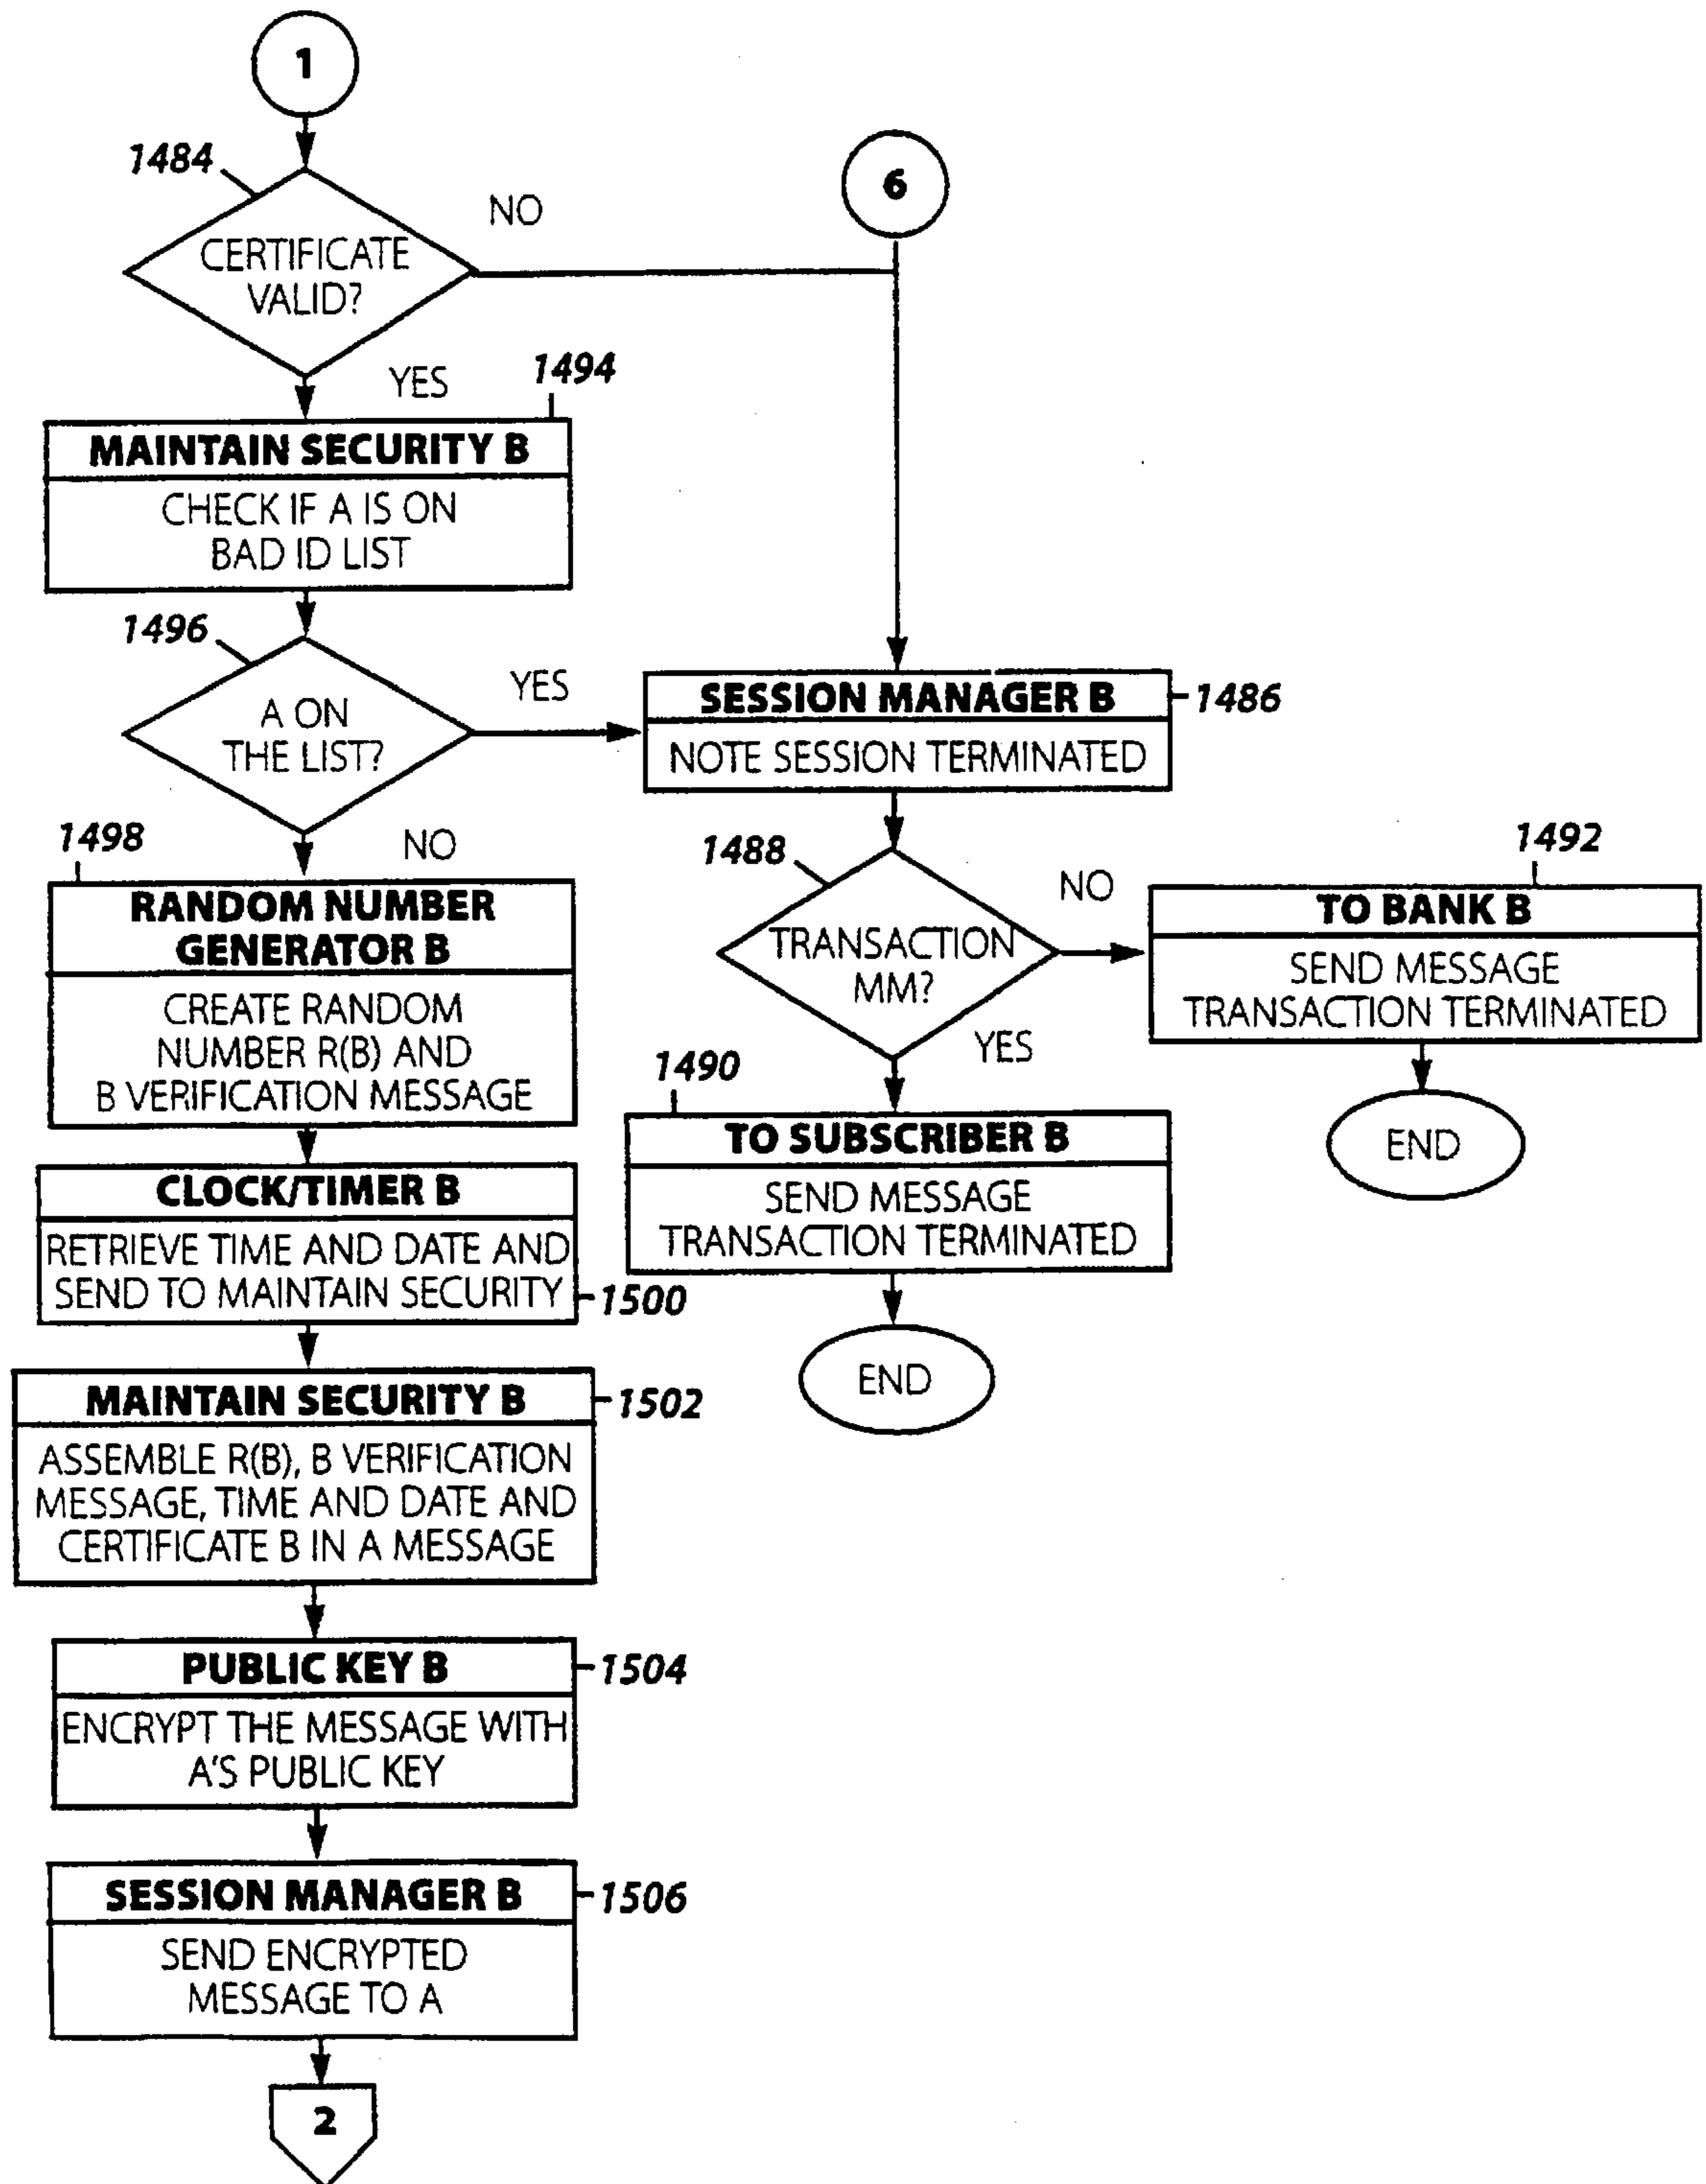 1
1484
CERTIFICATE
VALID?
NO
6
YES
1494
MAINTAIN SECURITY B
CHECK IF A IS ON
BAD ID LIST
1496
A ON
THE LIST?
YES
SESSION MANAGER B
1486
NOTE SESSION TERMINATED
NO
1498
RANDOM NUMBER
GENERATOR B
CREATE RANDOM
NUMBER R(B) AND
B VERIFICATION MESSAGE
1488
TRANSACTION
MM?
NO
1492
TO BANK B
SEND MESSAGE
TRANSACTION TERMINATED
END
YES
1490
TO SUBSCRIBER B
SEND MESSAGE
TRANSACTION TERMINATED
END
CLOCK/TIMER B
RETRIEVE TIME AND DATE AND
SEND TO MAINTAIN SECURITY
1500
MAINTAIN SECURITY B
1502
ASSEMBLE R(B), B VERIFICATION
MESSAGE, TIME AND DATE AND
CERTIFICATE B IN A MESSAGE
PUBLIC KEY B
1504
ENCRYPT THE MESSAGE WITH
A'S PUBLIC KEY
SESSION MANAGER B
1506
SEND ENCRYPTED
MESSAGE TO A
2